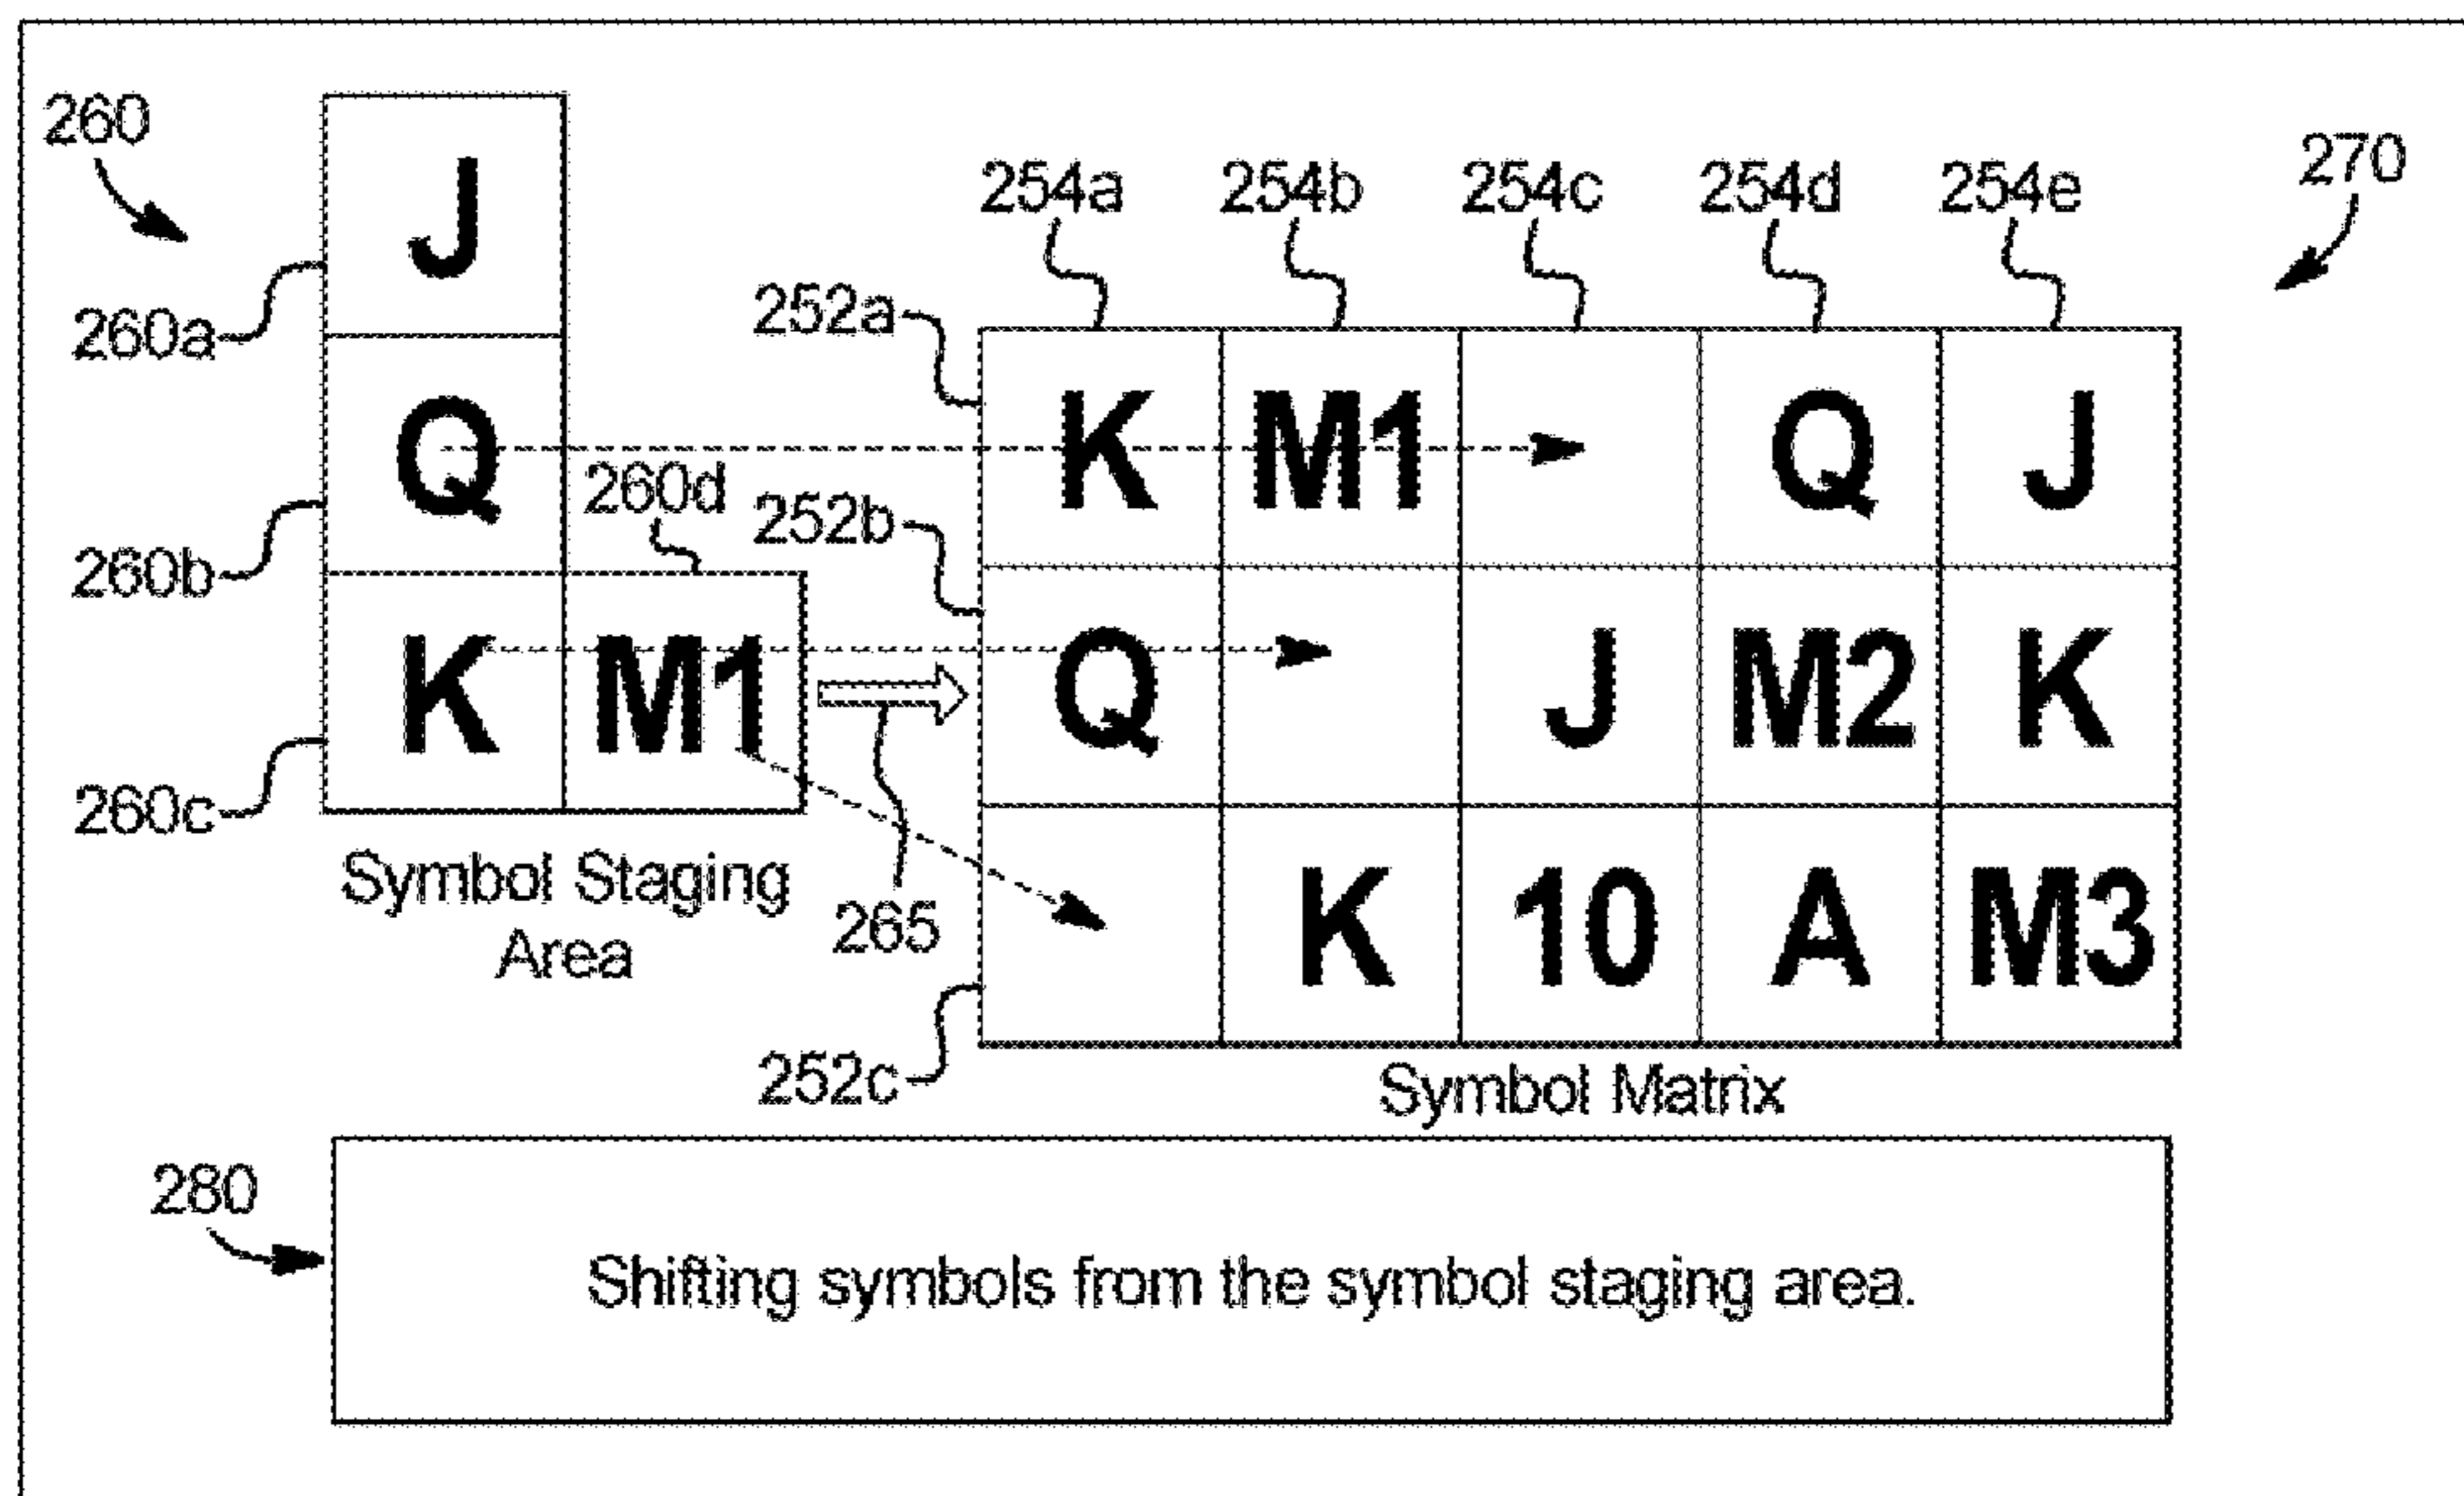 260
J
254a 254b 254c 254d 254e
270
260a
252a
Q
K M1 Q J
260d
252b
260b
K M1
Q J M2 K
260c
Symbol Staging
Area
265
K 10 A M3
252c
Symbol Matrix
280
Shifting symbols from the symbol staging area.